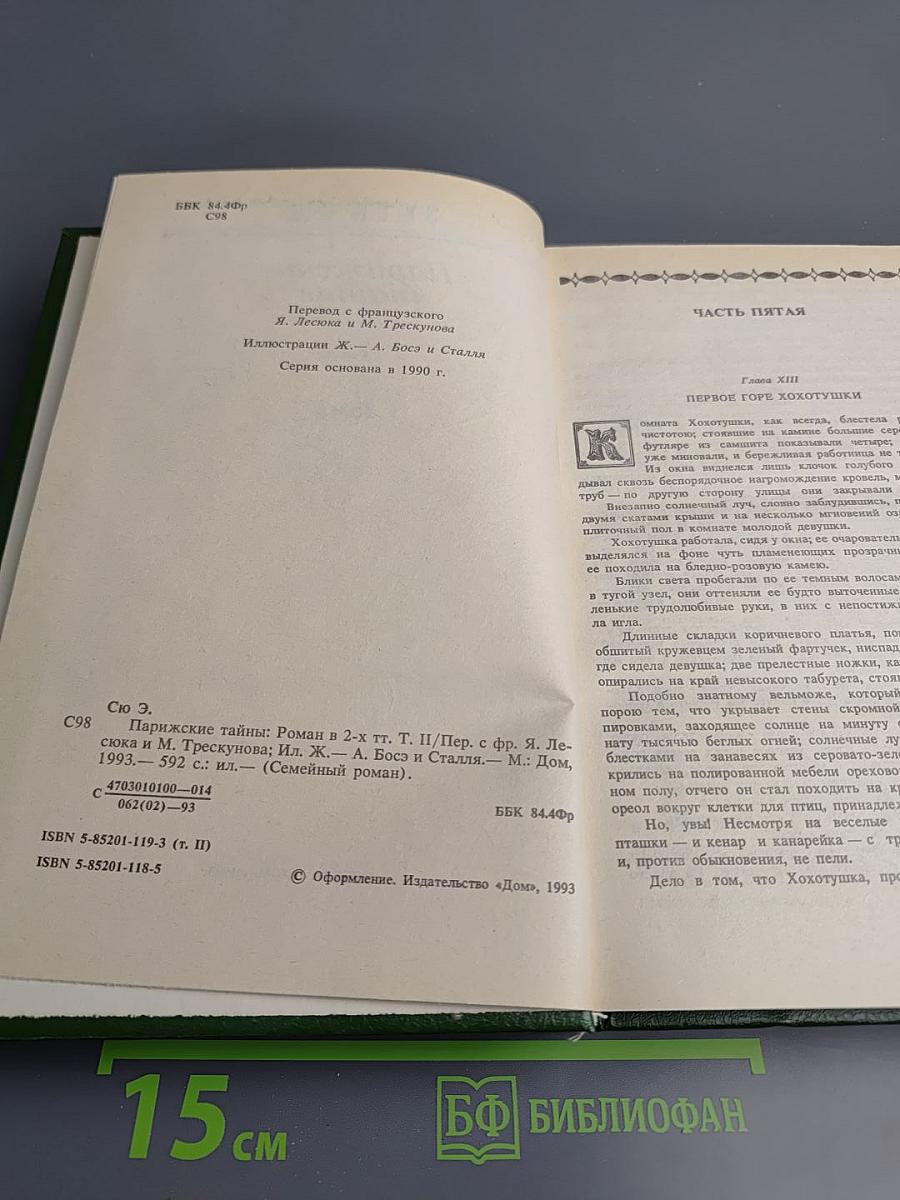 ББК 84.4Фр
С98
Перевод с французского
Я. Лесюка и М. Трескунова
Иллюстрации Ж.— А. Босэ и Сталля
Серия основана в 1990 г.
Сю Э.
С98 Парижские тайны: Роман в 2-х тт. Т. II/Пер. с фр. Я. Ле-
сюка и М. Трескунова; Ил. Ж.— А. Босэ и Сталля.— М.: Дом,
1993.— 592 с.: ил.— (Семейный роман).
С 4703010100—014
062(02)—93
ББК 84.4Фр
ISBN 5-85201-119-3 (т. II)
ISBN 5-85201-118-5
© Оформление. Издательство «Дом», 1993
ЧАСТЬ ПЯТАЯ
Глава XIII
ПЕРВОЕ ГОРЕ ХОХОТУШКИ
Комната Хохотушки, как всегда, блестела
чистотою; стоявшие на камине большие
футляре из самшита показывали четыре;
уже миновали, и бережливая работница не
Из окна виднелся лишь клочок голубого
дывал сквозь беспорядочное нагромождение кровель,
труб — по другую сторону улицы они закрывали
Внезапно солнечный луч, словно заблудившись,
двумя скатами крыши и на несколько мгновений
плиточный пол в комнате молодой девушки.
Хохотушка работала, сидя у окна; ее
выделялся на фоне чуть пламенеющих
ее походила на бледно-розовую камею.
Блики света пробегали по ее темным волосам
в тугой узел, они оттеняли ее будто выточенные
ленькие трудолюбивые руки, в них с
ла игла.
Длинные складки коричневого платья,
обшитый кружевцем зеленый фартучек,
где сидела девушка; две прелестные ножки,
опирались на край невысокого табурета,
Подобно знатному вельможе, который
порою тем, что укрывает стены скромной
пировками, заходящее солнце на минуту
нату тысячью беглых огней; солнечные
блестками на занавесях из
крились на полированной мебели
ном полу, отчего он стал походить на
ореол вокруг клетки для птиц,
Но, увы! Несмотря на веселые
пташки — и кенар и канарейка — с
и, против обыкновения, не пели.
Дело в том, что Хохотушка,
15 см
БФ БИБЛИОФАН